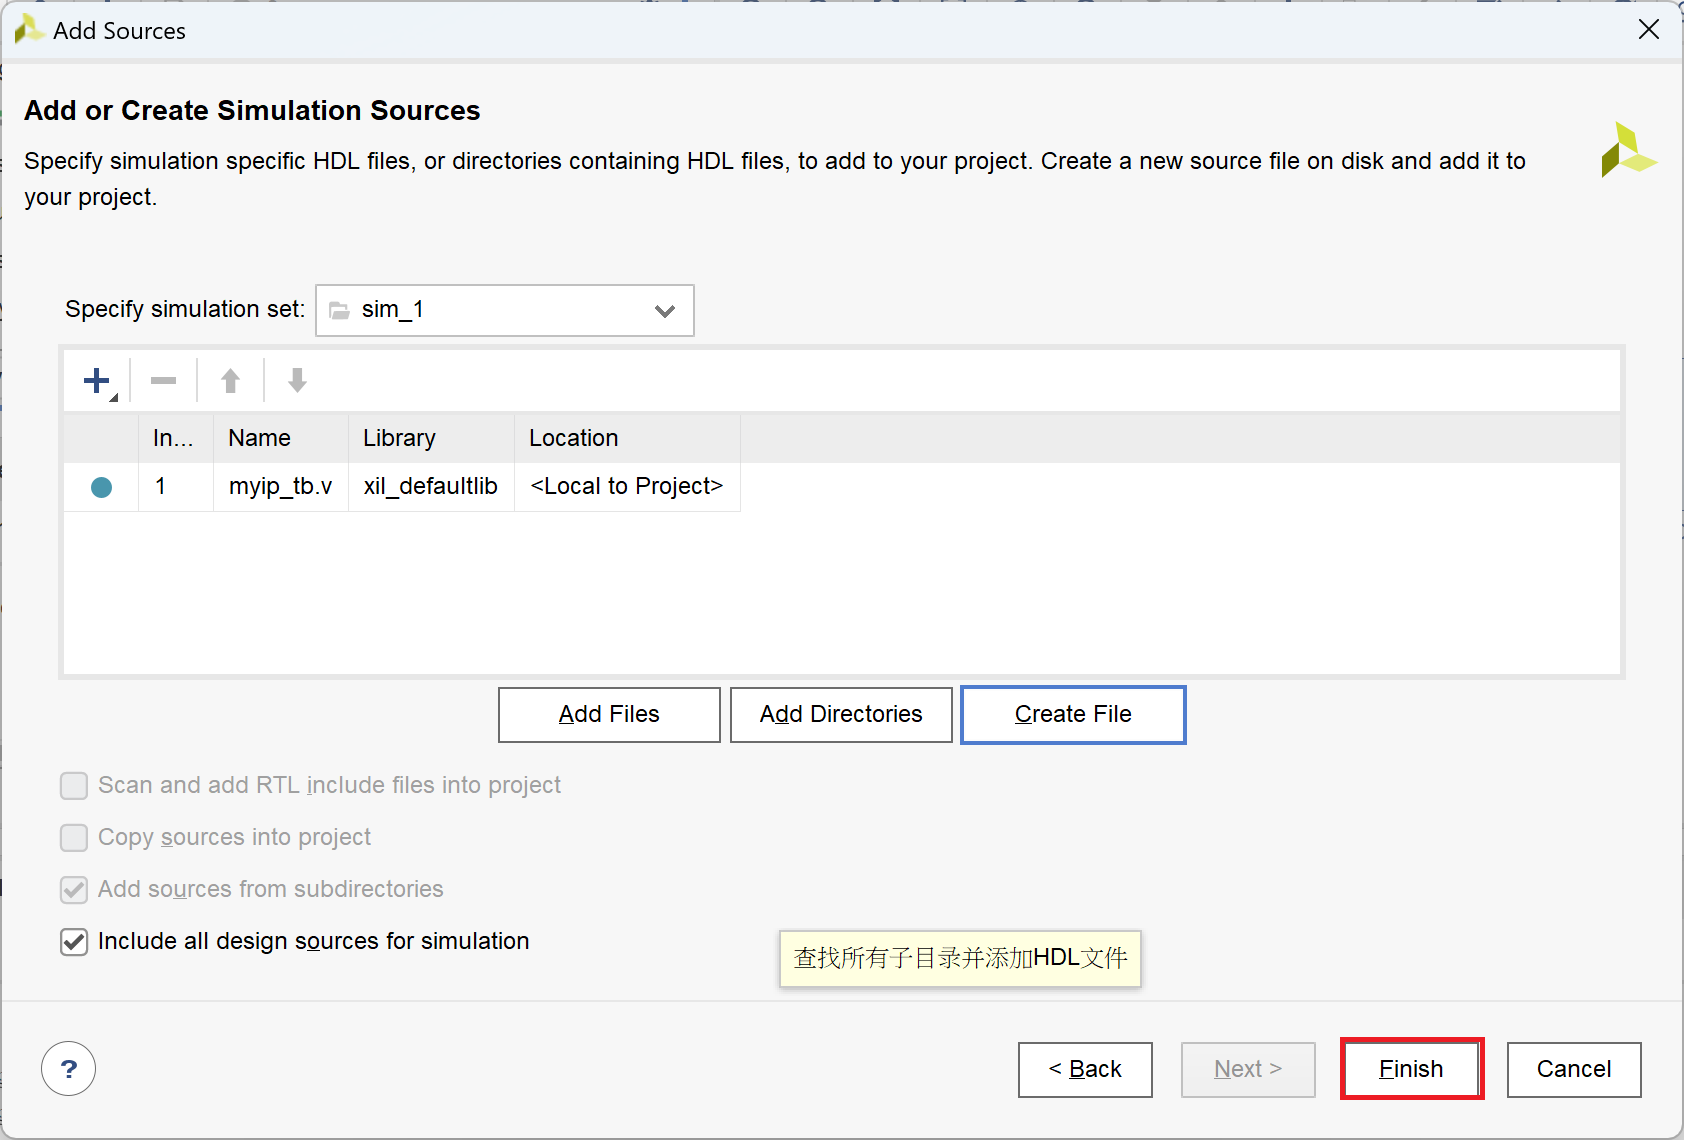 Add Sources
Add or Create Simulation Sources
Specify simulation specific HDL files, or directories containing HDL files, to add to your project. Create a new source file on disk and add it to
your project.
Specify simulation set: sim_1
In... Name Library Location
1 myip_tb.v xil_defaultlib <Local to Project>
Add Files Add Directories Create File
Scan and add RTL include files into project
Copy sources into project
Add sources from subdirectories
Include all design sources for simulation
查找所有子目录并添加HDL文件
? < Back Next > Finish Cancel